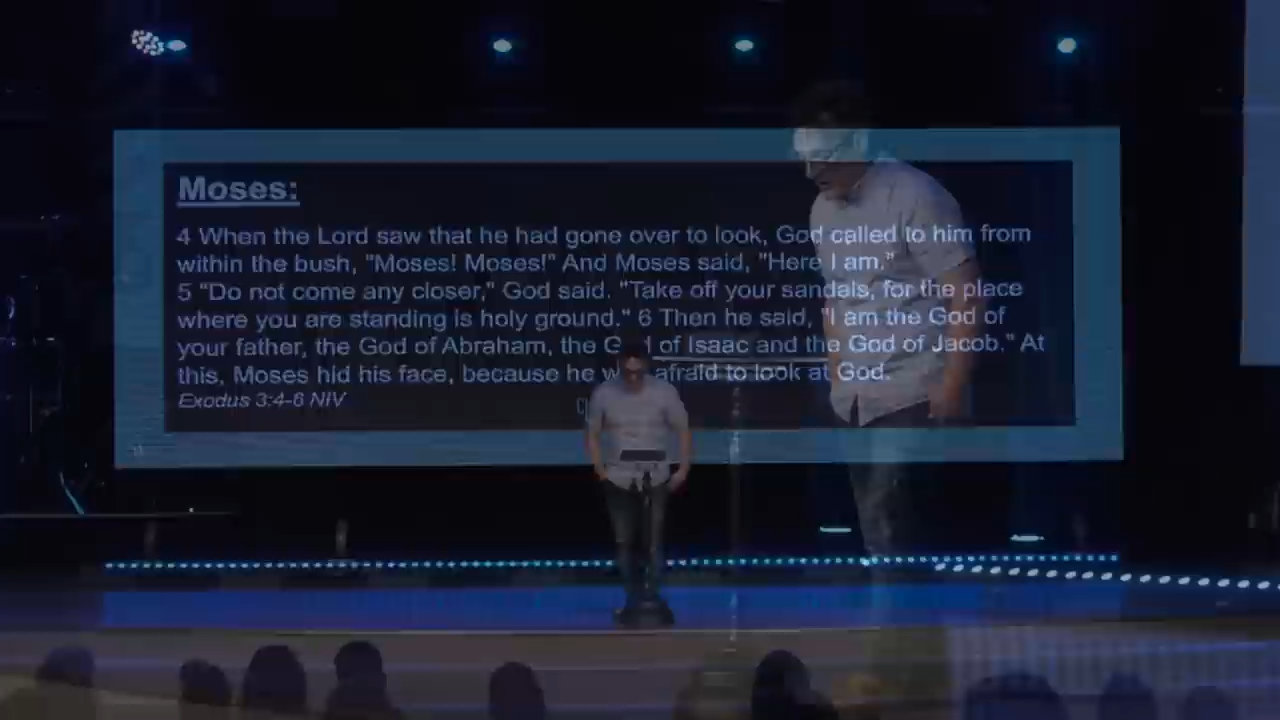 Moses:
4 When the Lord saw that he had gone over to look, God called to him from
within the bush, "Moses! Moses!" And Moses said, "Here I am."
5 "Do not come any closer," God said. "Take off your sandals, for the place
where you are standing is holy ground." 6 Then he said, "I am the God of
your father, the God of Abraham, the God of Isaac and the God of Jacob." At
this, Moses hid his face, because he was afraid to look at God.
Exodus 3:4-6 NIV